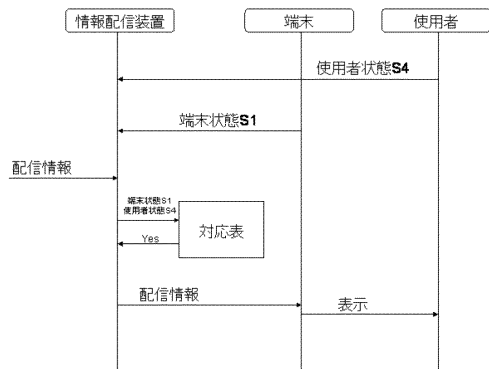 情報配信装置
端末
使用者
使用者状態S4
端末状態S1
配信情報
端末状態S1
使用者状態S4
対応表
Yes
配信情報
表示